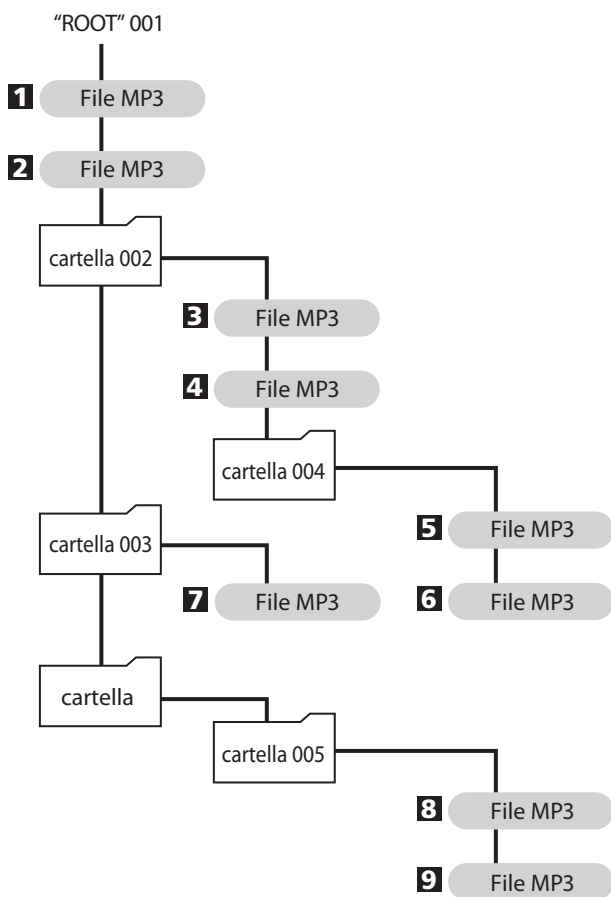 “ROOT” 001
1 File MP3
2 File MP3
cartella 002
3 File MP3
4 File MP3
cartella 004
cartella 003
5 File MP3
7 File MP3
6 File MP3
cartella
cartella 005
8 File MP3
9 File MP3